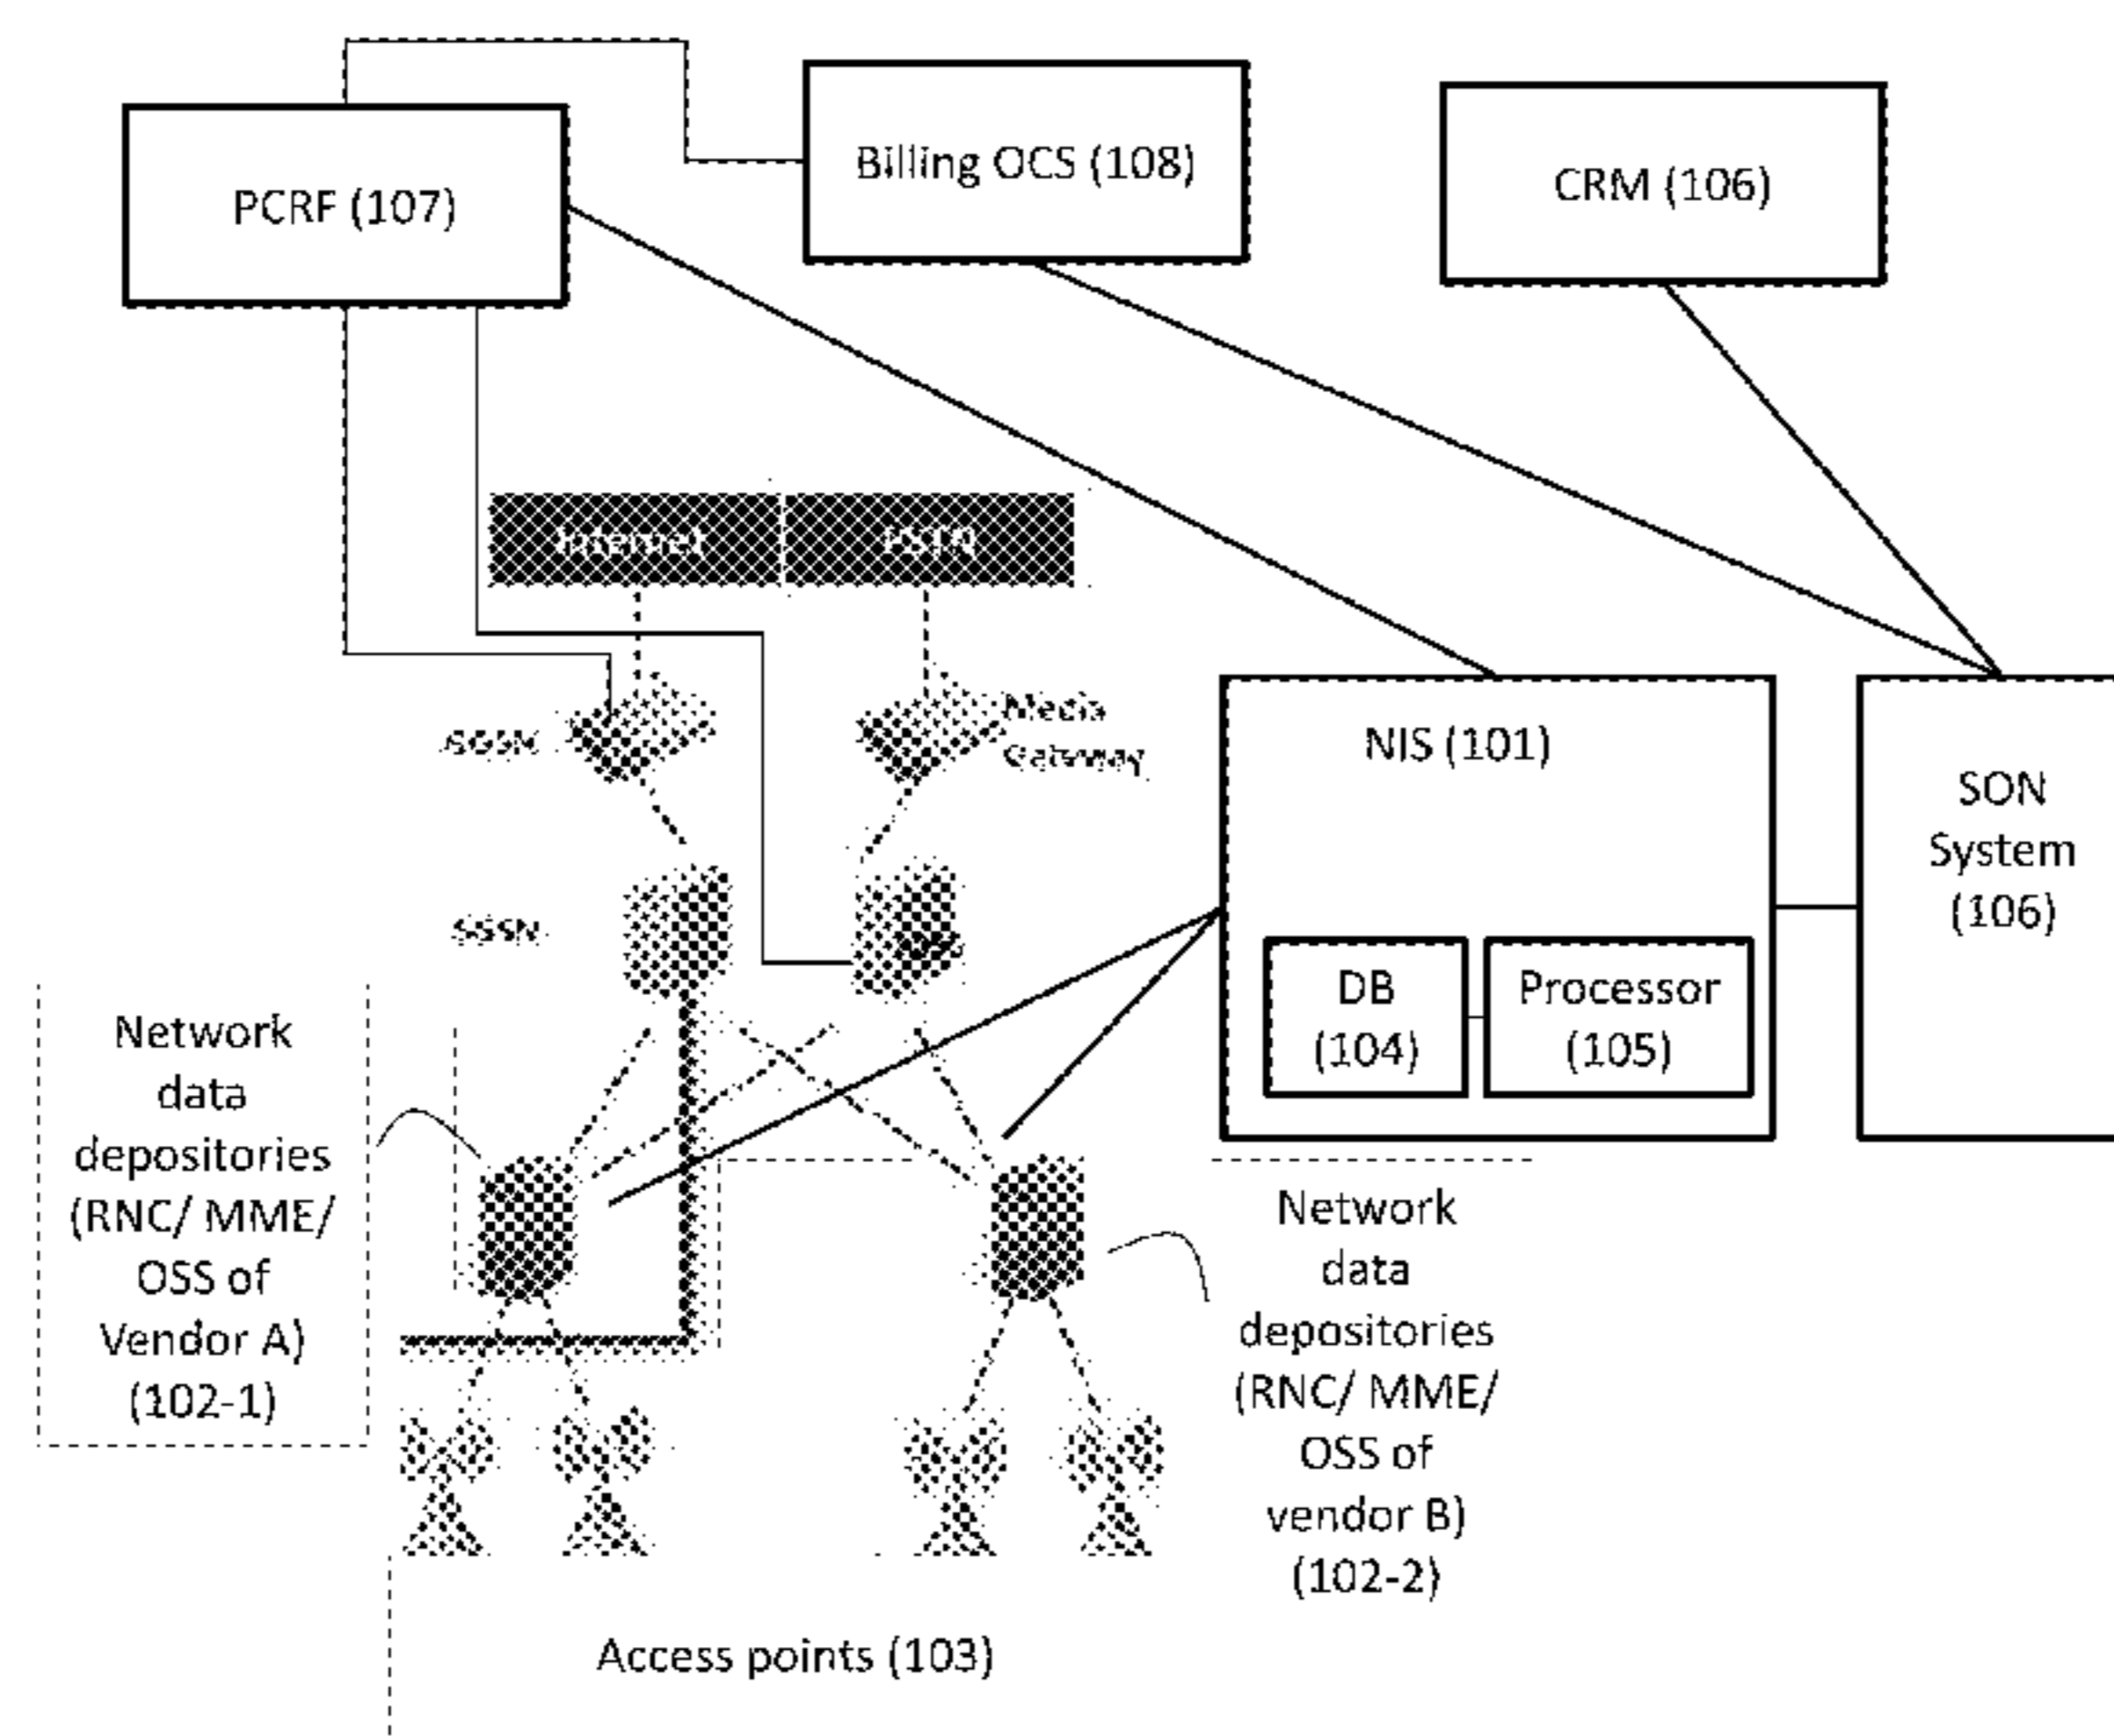 PCRF (107)
Billing OCS (108)
CRM (106)
Internet
PSTN
Media
Gateway
SGSN
NIS (101)
DB
(104)
Processor
(105)
SON
System
(106)
Network
data
depositories
(RNC/ MME/
OSS of
Vendor A)
(102-1)
Network
data
depositories
(RNC/ MME/
OSS of
vendor B)
(102-2)
Access points (103)